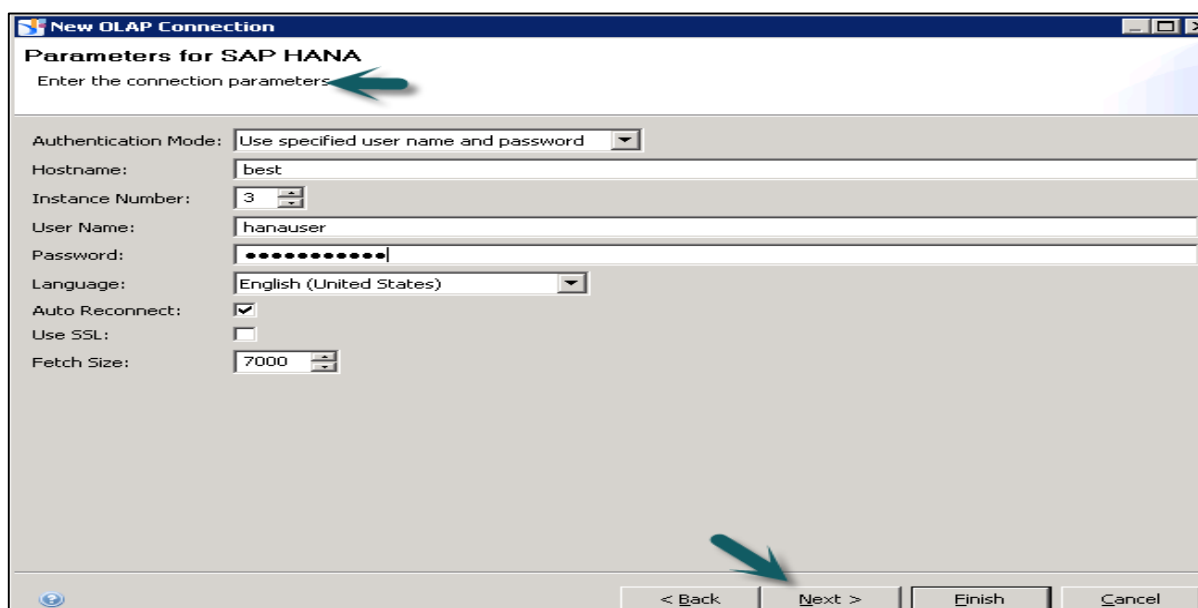 New OLAP Connection
Parameters for SAP HANA
Enter the connection parameters
Authentication Mode: Use specified user name and password
Hostname: best
Instance Number: 3
User Name: hanauser
Password: ●●●●●●●●●●●
Language: English (United States)
Auto Reconnect:
Use SSL:
Fetch Size: 7000
< Back Next > Finish Cancel